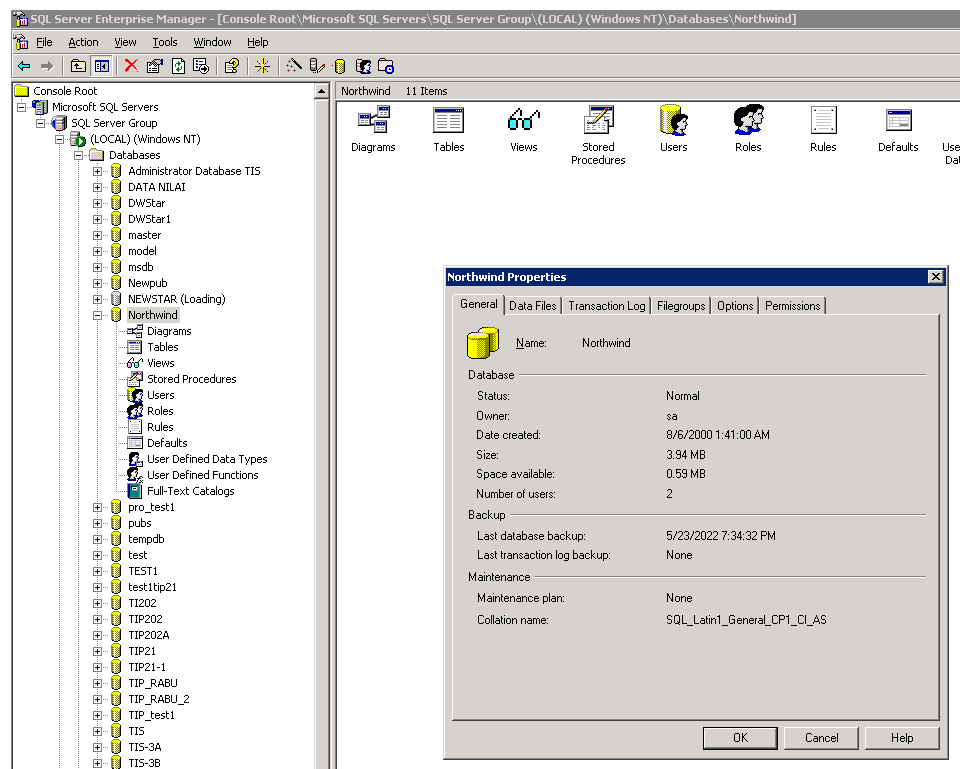 SQL Server Enterprise Manager - [Console Root\Microsoft SQL Servers\SQL Server Group\(LOCAL) (Windows NT)\Databases\Northwind]
File Action View Tools Window Help
Console Root
Microsoft SQL Servers
SQL Server Group
(LOCAL) (Windows NT)
Databases
Administrator Database TIS
DATA NILAI
DWStar
DWStar1
master
model
msdb
Newpub
NEWSTAR (Loading)
Northwind
Diagrams
Tables
Views
Stored Procedures
Users
Roles
Rules
Defaults
User Defined Data Types
User Defined Functions
Full-Text Catalogs
pro_test1
pubs
tempdb
test
TEST1
test1tip21
TI202
TIP202
TIP202A
TIP21
TIP21-1
TIP_RABU
TIP_RABU_2
TIP_test1
TIS
TIS-3A
TIS-3B
Northwind 11 Items
Diagrams Tables Views Stored Users Roles Rules Defaults Use
Procedures Da
Northwind Properties
General Data Files Transaction Log Filegroups Options Permissions
Name: Northwind
Database
Status: Normal
Owner: sa
Date created: 8/6/2000 1:41:00 AM
Size: 3.94 MB
Space available: 0.59 MB
Number of users: 2
Backup
Last database backup: 5/23/2022 7:34:32 PM
Last transaction log backup: None
Maintenance
Maintenance plan: None
Collation name: SQL_Latin1_General_CP1_CI_AS
OK Cancel Help